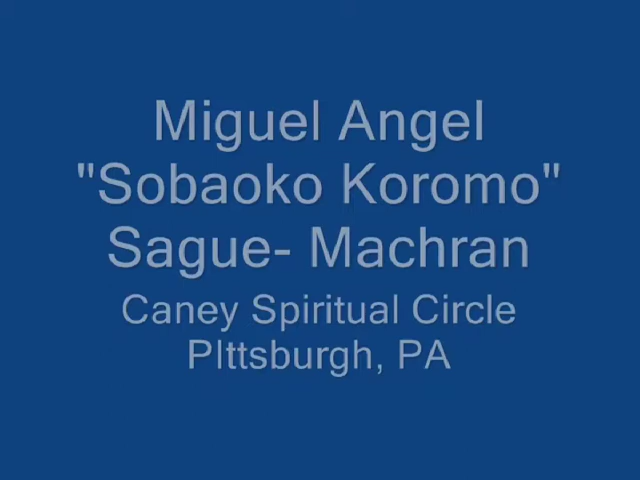 Miguel Angel
"Sobaoko Koromo"
Sague- Machran
Caney Spiritual Circle
PIttsburgh, PA